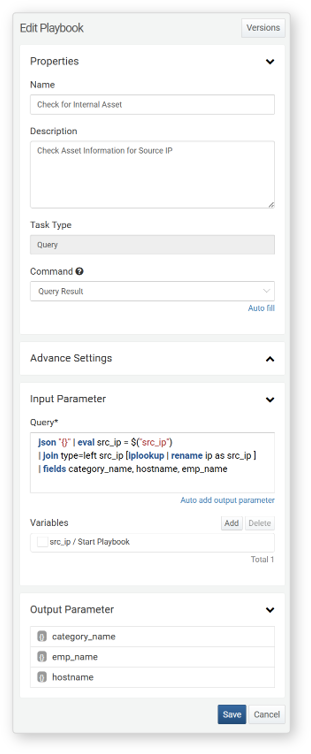 Edit Playbook
Versions
Properties
Name
Check for Internal Asset
Description
Check Asset Information for Source IP
Task Type
Query
Command
Query Result
Auto fill
Advance Settings
Input Parameter
Query*
json "{}" | eval src_ip = $("src_ip")
| join type=left src_ip [iplookup | rename ip as src_ip ]
| fields category_name, hostname, emp_name
Auto add output parameter
Variables
Add
Delete
src_ip / Start Playbook
Total 1
Output Parameter
category_name
emp_name
hostname
Save
Cancel